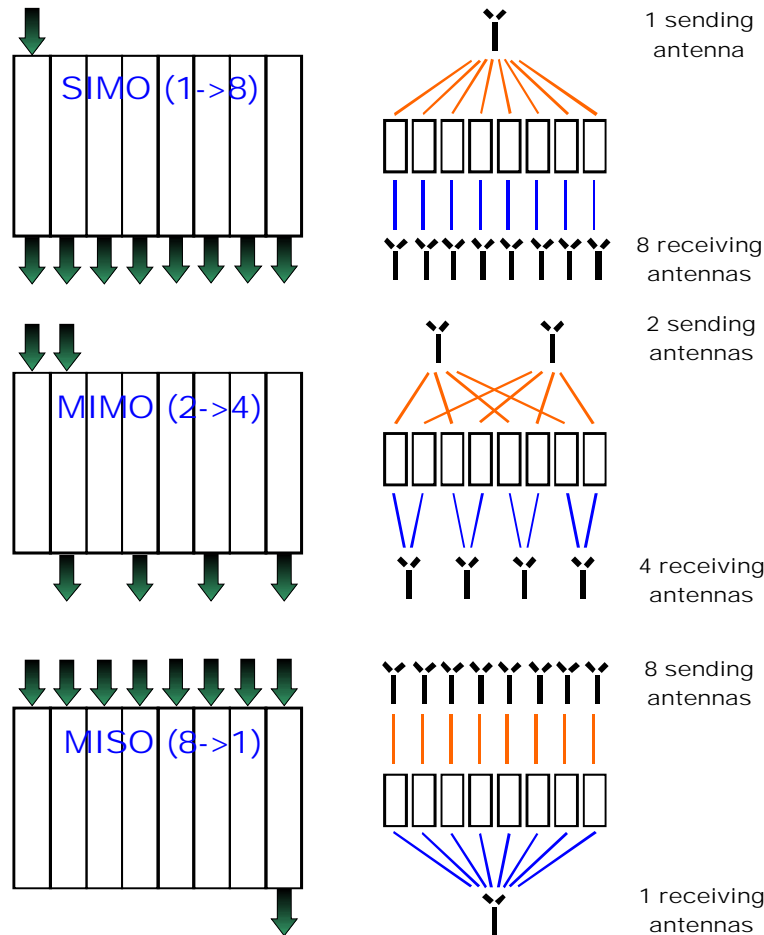 1 sending
antenna
SIMO (1->8)
8 receiving
antennas
2 sending
antennas
MIMO (2->4)
4 receiving
antennas
8 sending
antennas
MISO (8->1)
1 receiving
antennas